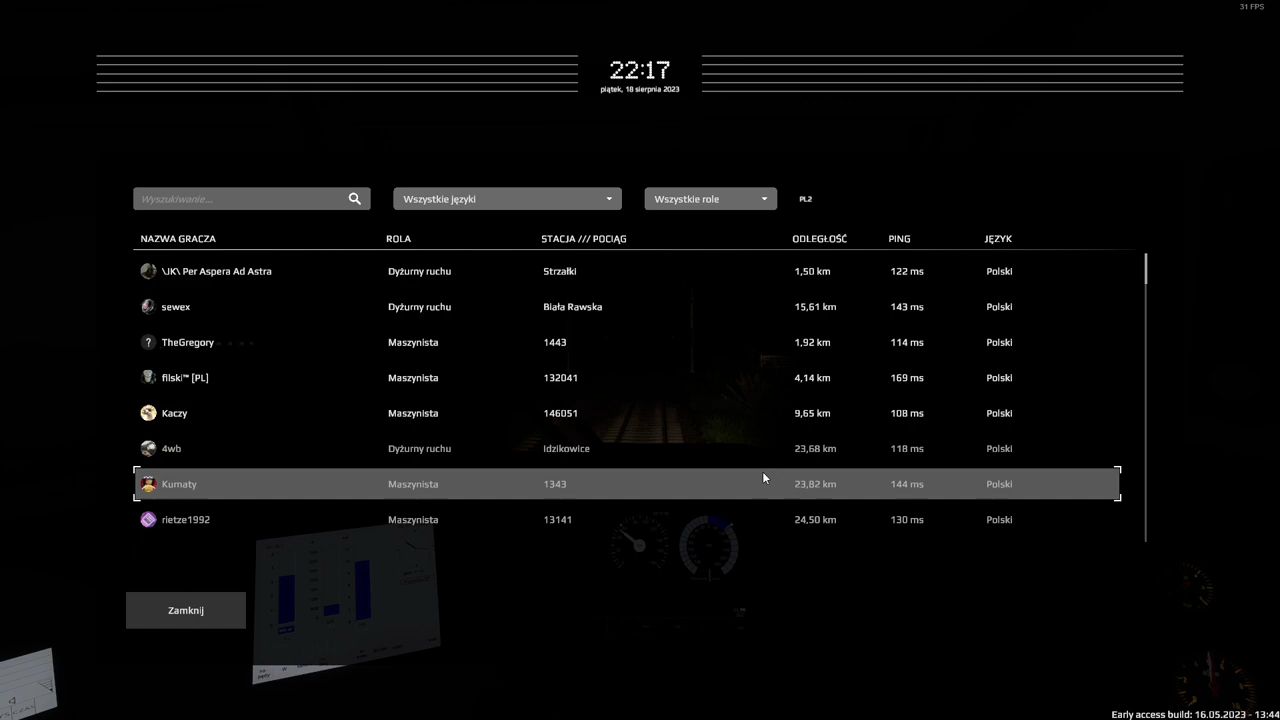 31 FPS
22:17
piątek, 18 sierpnia 2023
Wyszukiwanie...
Wszystkie języki
Wszystkie role
PL2
NAZWA GRACZA ROLA STACJA /// POCIĄG ODLEGŁOŚĆ PING JĘZYK
\JK\ Per Aspera Ad Astra Dyżurny ruchu Strzałki 1,50 km 122 ms Polski
sewex Dyżurny ruchu Biała Rawska 15,61 km 143 ms Polski
? TheGregory Maszynista 1443 1,92 km 114 ms Polski
filski™ [PL] Maszynista 132041 4,14 km 169 ms Polski
Kaczy Maszynista 146051 9,65 km 108 ms Polski
4wb Dyżurny ruchu Idzikowice 23,68 km 118 ms Polski
Kumaty Maszynista 1343 23,82 km 144 ms Polski
rietze1992 Maszynista 13141 24,50 km 130 ms Polski
Zamknij
Early access build: 16.05.2023 - 13:44